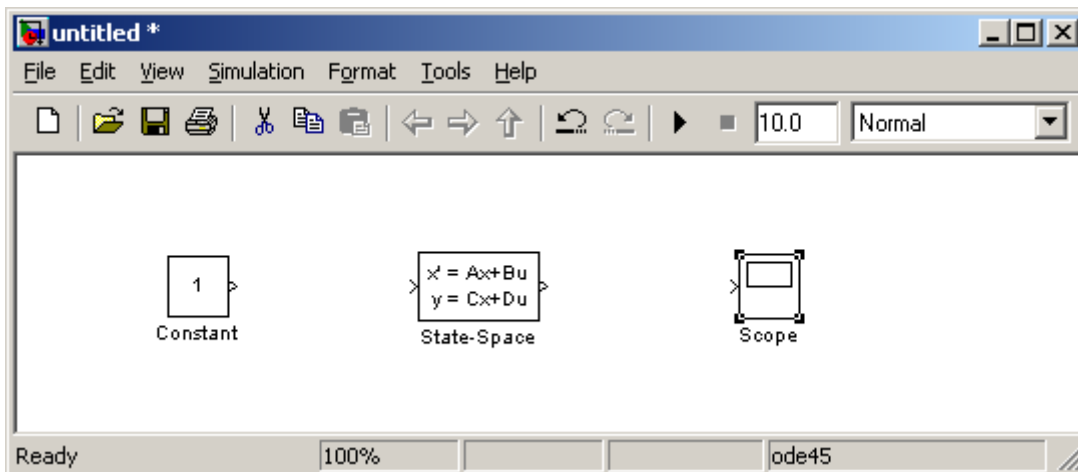 untitled *
File Edit View Simulation Format Tools Help
10.0 Normal
1
Constant
x' = Ax+Bu
y = Cx+Du
State-Space
Scope
Ready 100% ode45